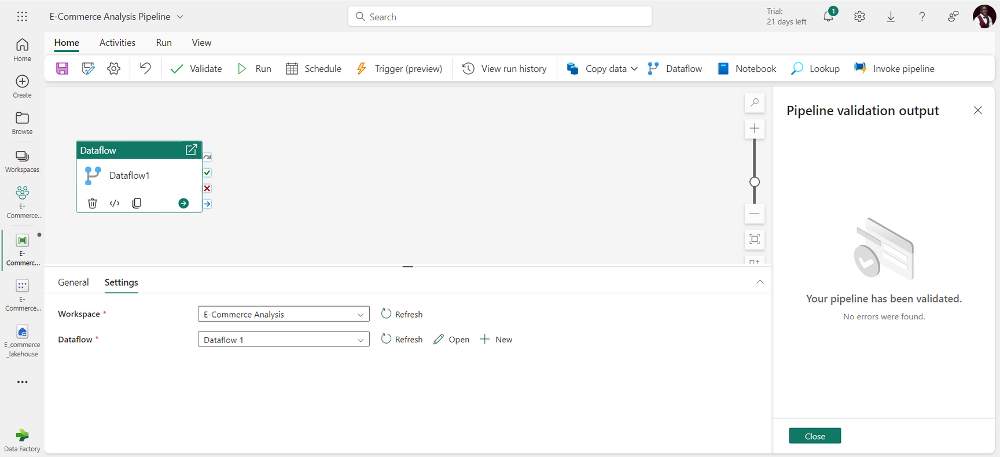 E-Commerce Analysis Pipeline
Search
Trial:
21 days left
1
Home
Activities
Run
View
Validate
Run
Schedule
Trigger (preview)
View run history
Copy data
Dataflow
Notebook
Lookup
Invoke pipeline
Home
Create
Browse
Workspaces
E-
Commerce...
E-
Commerc...
E-
Commerce...
E_commerce
_lakehouse
Data Factory
Dataflow
Dataflow1
General
Settings
Workspace *
E-Commerce Analysis
Refresh
Dataflow *
Dataflow 1
Refresh
Open
New
Pipeline validation output
Your pipeline has been validated.
No errors were found.
Close